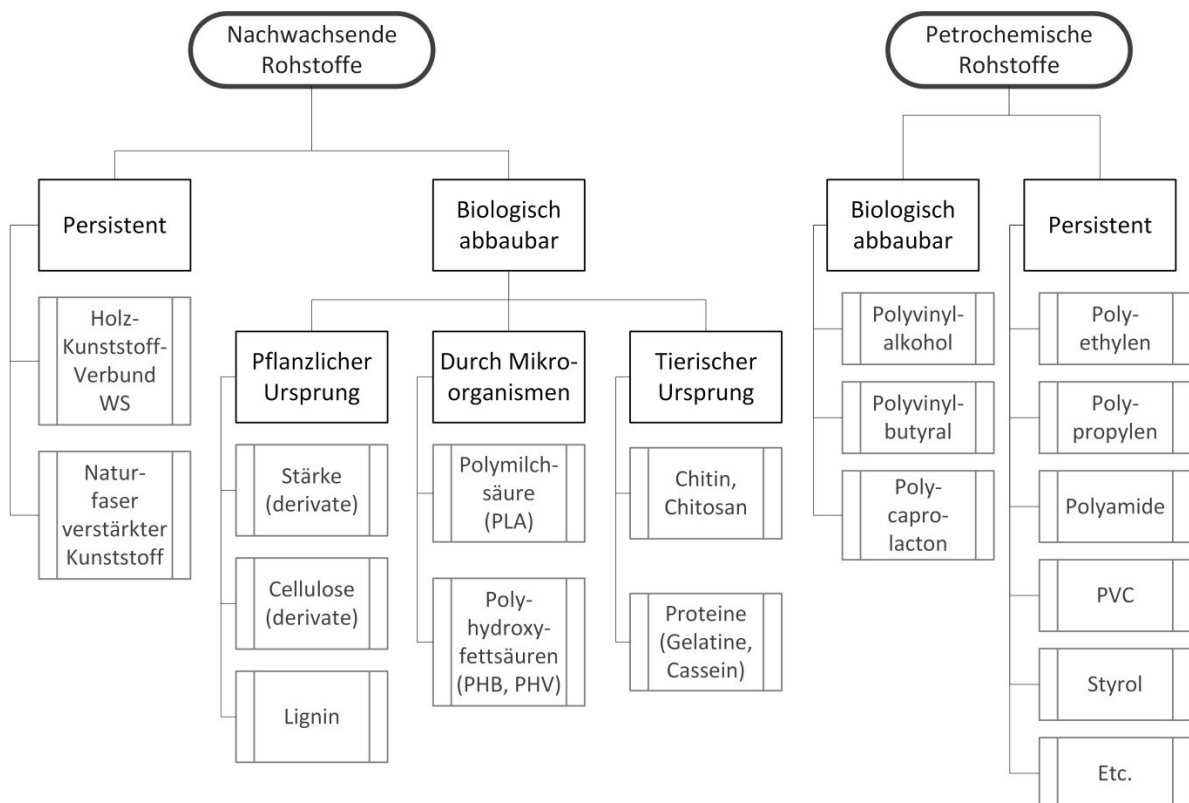 Nachwachsende
Rohstoffe
Petrochemische
Rohstoffe
Persistent
Biologisch
abbaubar
Biologisch
abbaubar
Persistent
Holz-
Kunststoff-
Verbund
WS
Natur-
faser
verstärkter
Kunststoff
Pflanzlicher
Ursprung
Durch Mikro-
organismen
Tierischer
Ursprung
Stärke
(derivate)
Cellulose
(derivate)
Lignin
Polymilch-
säure
(PLA)
Poly-
hydroxy-
fettsäuren
(PHB, PHV)
Chitin,
Chitosan
Proteine
(Gelatine,
Cassein)
Polyvinyl-
alkohol
Polyvinyl-
butyral
Poly-
capro-
lacton
Poly-
ethylen
Poly-
propylen
Polyamide
PVC
Styrol
Etc.